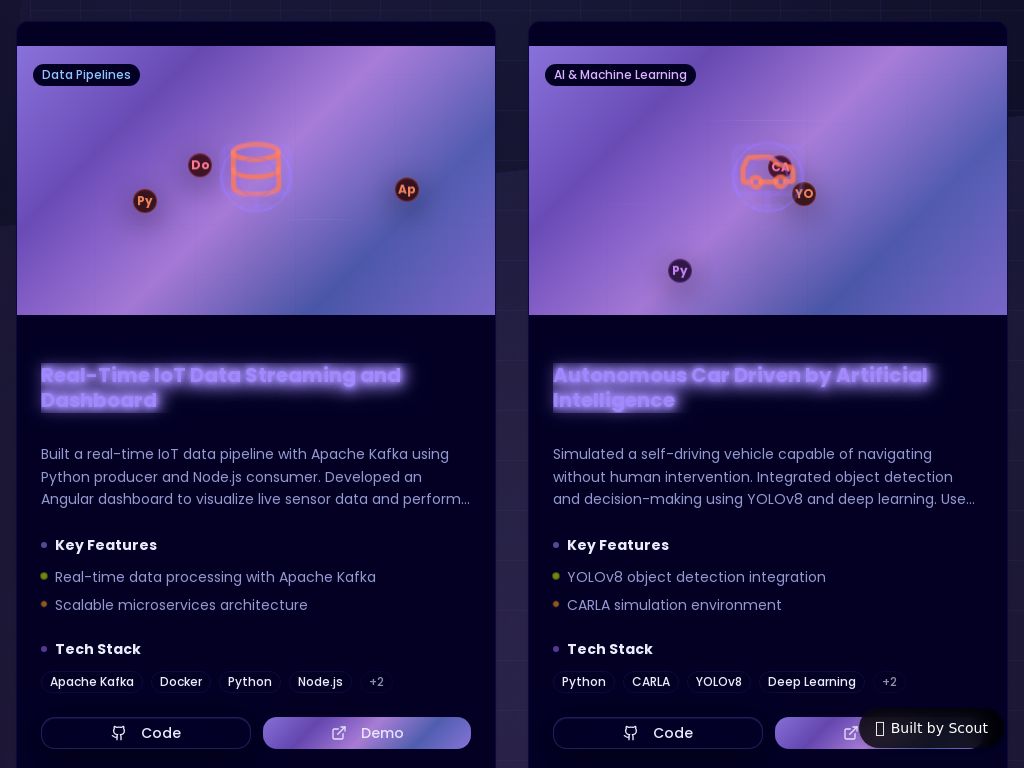 Data Pipelines
Do
Py
Ap
Real-Time IoT Data Streaming and
Dashboard
Built a real-time IoT data pipeline with Apache Kafka using
Python producer and Node.js consumer. Developed an
Angular dashboard to visualize live sensor data and perform...
Key Features
Real-time data processing with Apache Kafka
Scalable microservices architecture
Tech Stack
Apache Kafka Docker Python Node.js +2
Code Demo
AI & Machine Learning
CA
YO
Py
Autonomous Car Driven by Artificial
Intelligence
Simulated a self-driving vehicle capable of navigating
without human intervention. Integrated object detection
and decision-making using YOLOv8 and deep learning. Use...
Key Features
YOLOv8 object detection integration
CARLA simulation environment
Tech Stack
Python CARLA YOLOv8 Deep Learning +2
Code
Built by Scout